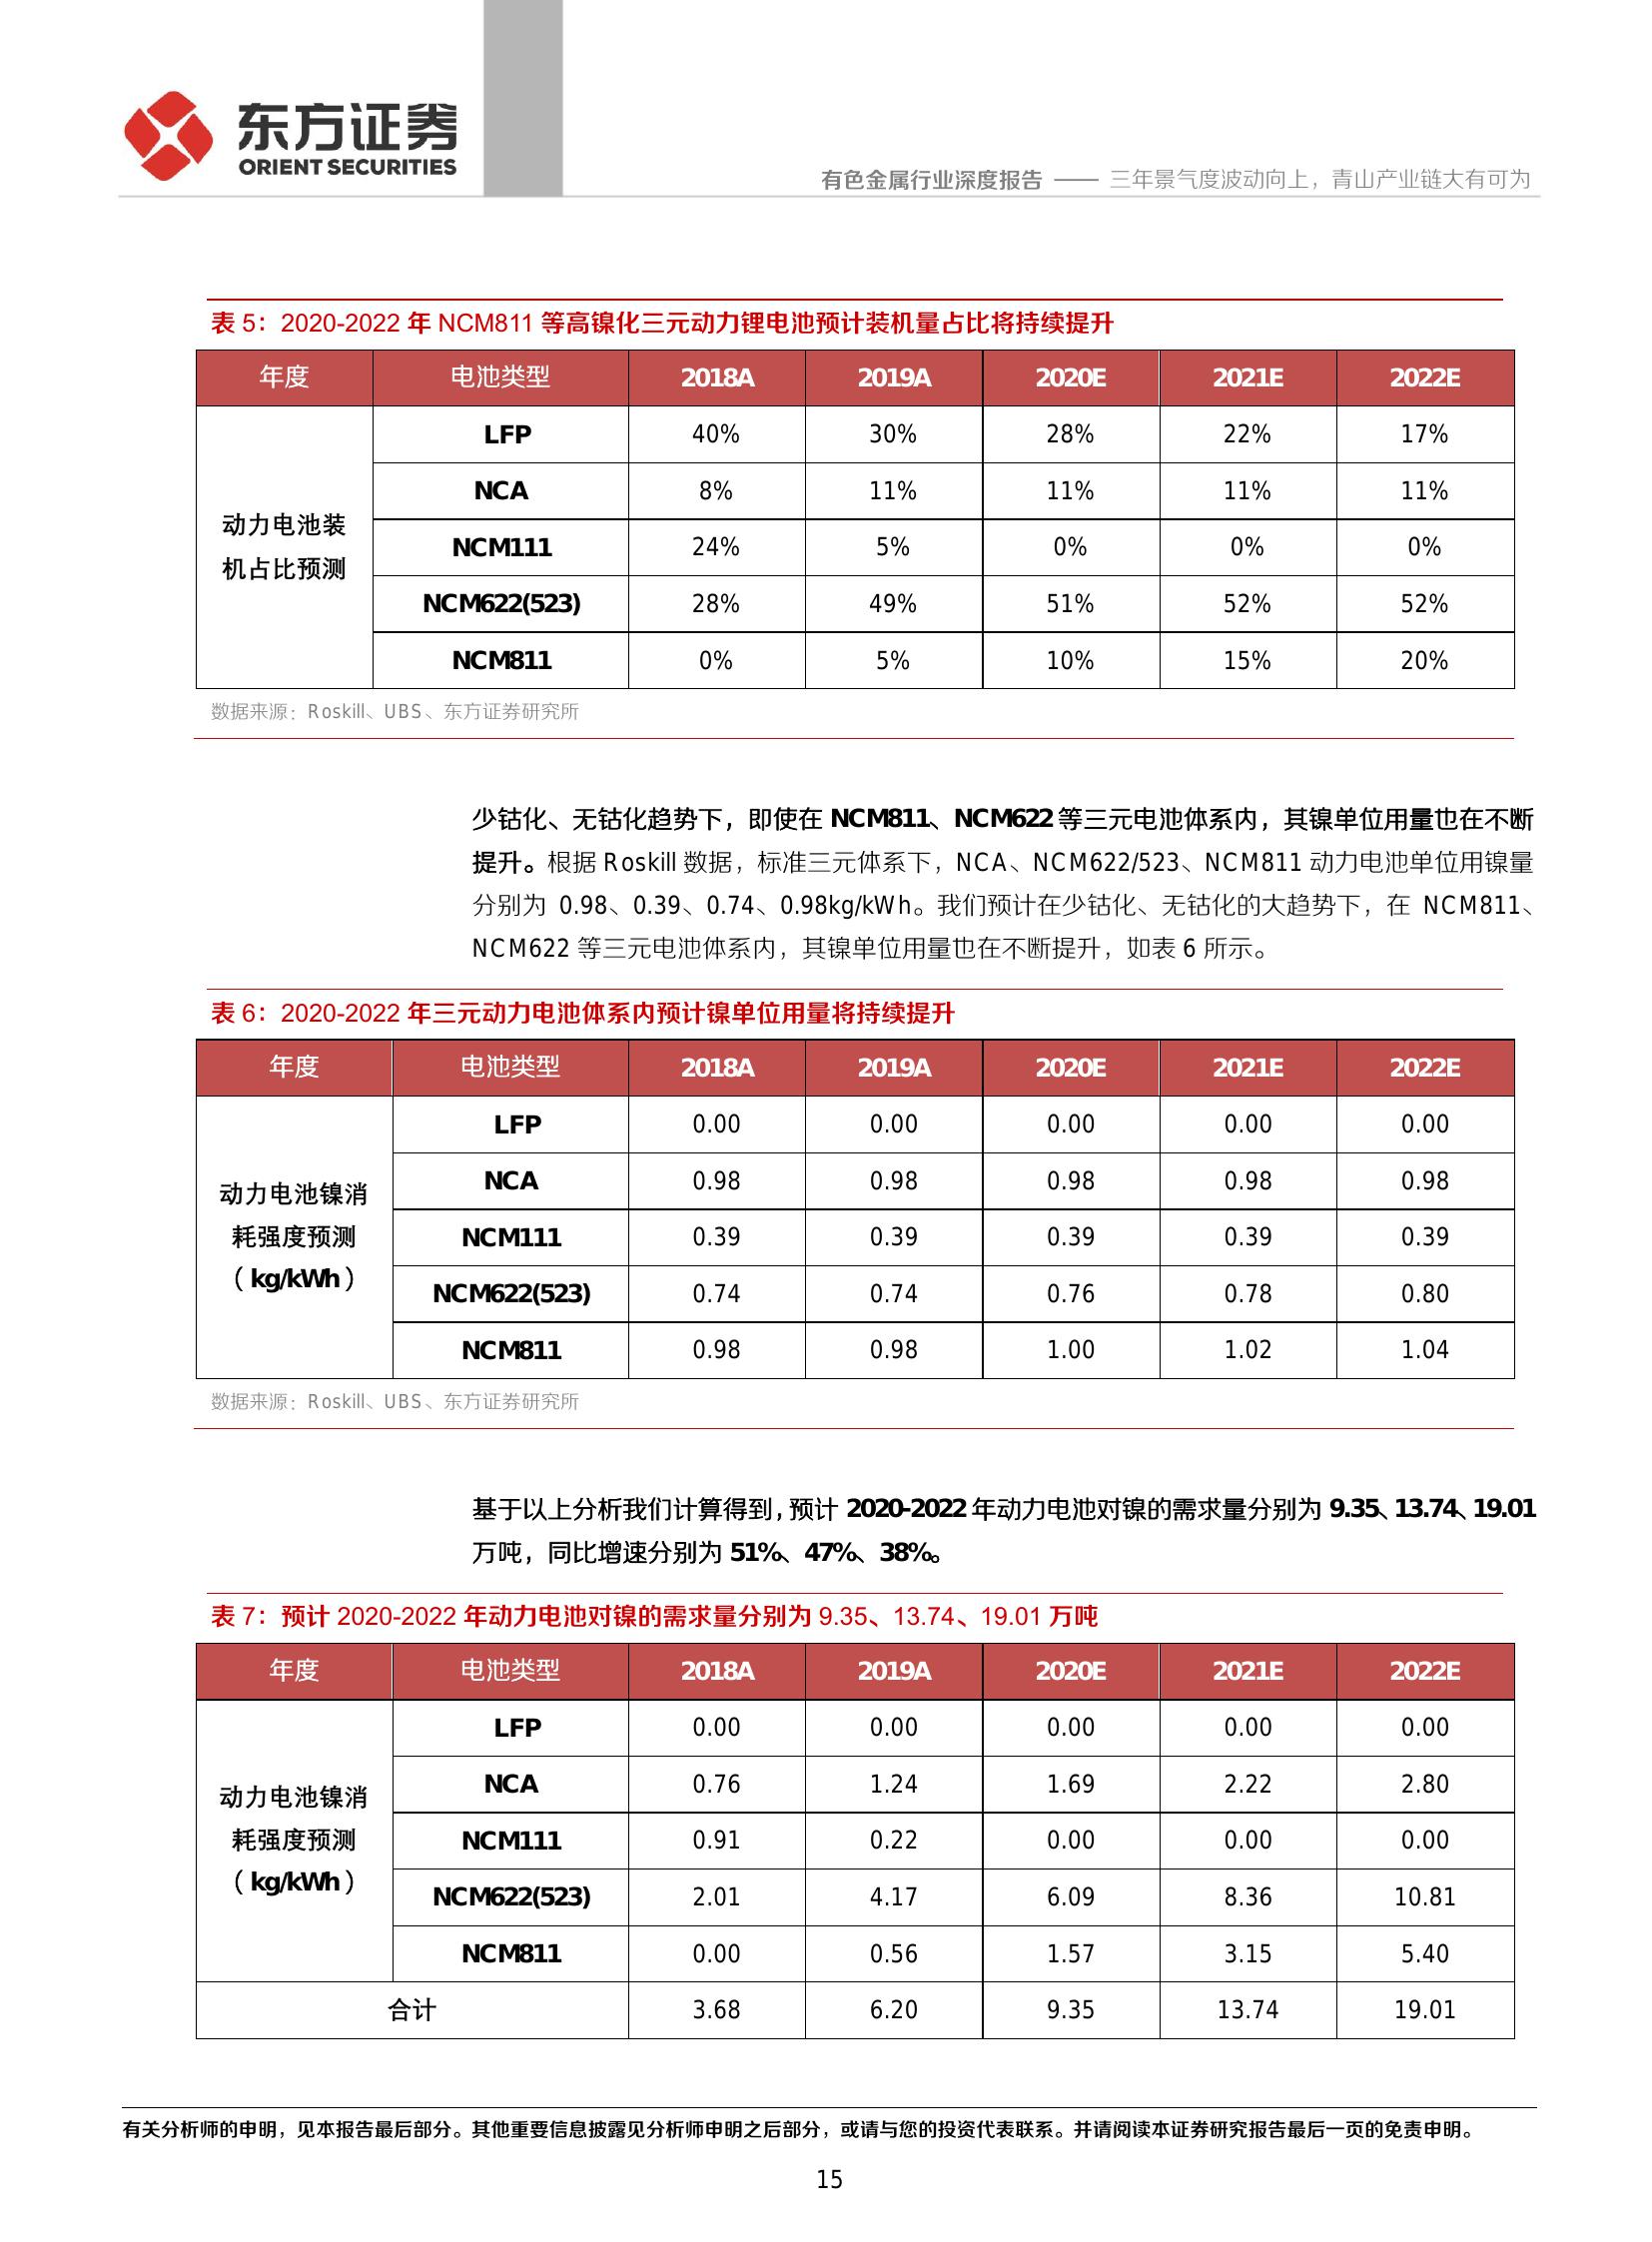 东方证券
ORIENT SECURITIES
有色金属行业深度报告 —— 三年景气度波动向上，青山产业链大有可为
表 5：2020-2022 年 NCM811 等高镍化三元动力锂电池预计装机量占比将持续提升
年度 电池类型 2018A 2019A 2020E 2021E 2022E
动力电池装
机占比预测
LFP 40% 30% 28% 22% 17%
NCA 8% 11% 11% 11% 11%
NCM111 24% 5% 0% 0% 0%
NCM622(523) 28% 49% 51% 52% 52%
NCM811 0% 5% 10% 15% 20%
数据来源：Roskill、UBS、东方证券研究所
少钴化、无钴化趋势下，即使在 NCM811、NCM622 等三元电池体系内，其镍单位用量也在不断
提升。根据 Roskill 数据，标准三元体系下，NCA、NCM622/523、NCM811 动力电池单位用镍量
分别为 0.98、0.39、0.74、0.98kg/kWh。我们预计在少钴化、无钴化的大趋势下，在 NCM811、
NCM622 等三元电池体系内，其镍单位用量也在不断提升，如表 6 所示。
表 6：2020-2022 年三元动力电池体系内预计镍单位用量将持续提升
年度 电池类型 2018A 2019A 2020E 2021E 2022E
动力电池镍消
耗强度预测
（kg/kWh）
LFP 0.00 0.00 0.00 0.00 0.00
NCA 0.98 0.98 0.98 0.98 0.98
NCM111 0.39 0.39 0.39 0.39 0.39
NCM622(523) 0.74 0.74 0.76 0.78 0.80
NCM811 0.98 0.98 1.00 1.02 1.04
数据来源：Roskill、UBS、东方证券研究所
基于以上分析我们计算得到，预计 2020-2022 年动力电池对镍的需求量分别为 9.35、13.74、19.01
万吨，同比增速分别为 51%、47%、38%。
表 7：预计 2020-2022 年动力电池对镍的需求量分别为 9.35、13.74、19.01 万吨
年度 电池类型 2018A 2019A 2020E 2021E 2022E
动力电池镍消
耗强度预测
（kg/kWh）
LFP 0.00 0.00 0.00 0.00 0.00
NCA 0.76 1.24 1.69 2.22 2.80
NCM111 0.91 0.22 0.00 0.00 0.00
NCM622(523) 2.01 4.17 6.09 8.36 10.81
NCM811 0.00 0.56 1.57 3.15 5.40
合计 3.68 6.20 9.35 13.74 19.01
有关分析师的申明，见本报告最后部分。其他重要信息披露见分析师申明之后部分，或请与您的投资代表联系。并请阅读本证券研究报告最后一页的免责申明。
15